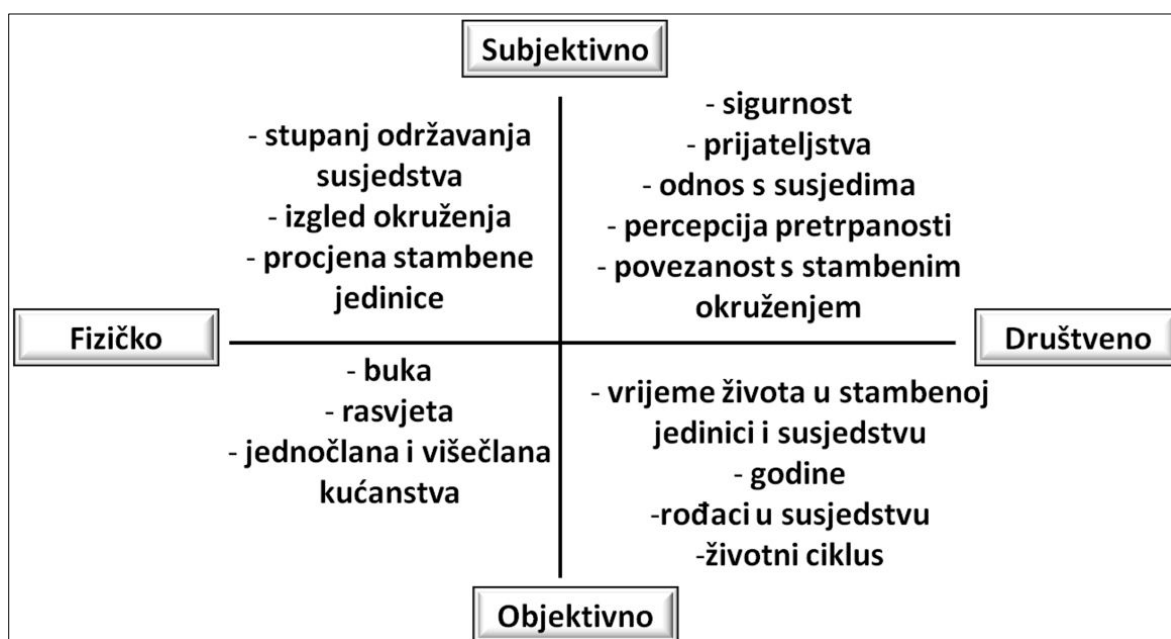 Subjektivno
- stupanj održavanja
susjedstva
- izgled okruženja
- procjena stambene
jedinice
- sigurnost
- prijateljstva
- odnos s susjedima
- percepcija pretrpanosti
- povezanost s stambenim
okruženjem
Fizičko
Društveno
- buka
- rasvjeta
- jednočlana i višečlana
kućanstva
- vrijeme života u stambenoj
jedinici i susjedstvu
- godine
-rođaci u susjedstvu
-životni ciklus
Objektivno